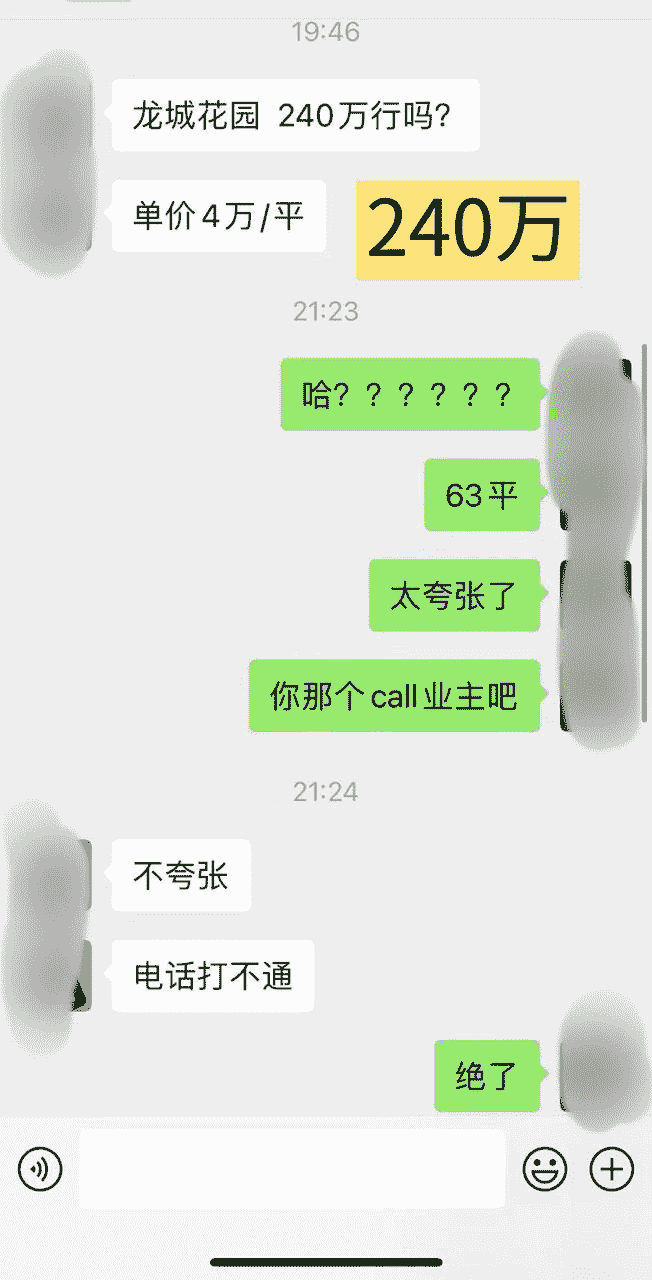 19:46
龙城花园 240万行吗?
单价4万/平
240万
21:23
哈? ? ? ? ? ?
63平
太夸张了
你那个call业主吧
21:24
不夸张
电话打不通
绝了